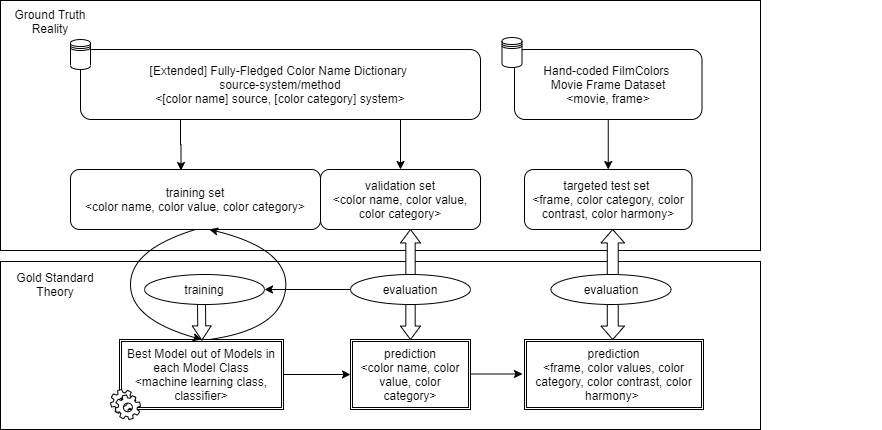 Ground Truth
Reality
[Extended] Fully-Fledged Color Name Dictionary
source-system/method
<[color name] source, [color category] system>
Hand-coded FilmColors
Movie Frame Dataset
<movie, frame>
training set
<color name, color value, color category>
validation set
<color name, color value,
color category>
targeted test set
<frame, color category, color
contrast, color harmony>
Gold Standard
Theory
training
evaluation
evaluation
Best Model out of Models in
each Model Class
<machine learning class,
classifier>
prediction
<color name, color
value, color
category>
prediction
<frame, color values, color
category, color contrast, color
harmony>